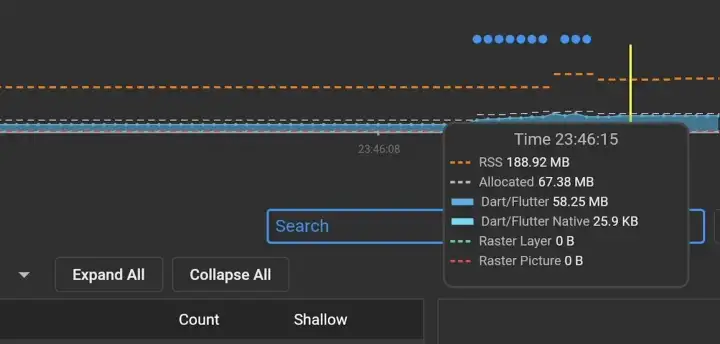 23:46:08
Time 23:46:15
RSS 188.92 MB
Allocated 67.38 MB
Dart/Flutter 58.25 MB
Dart/Flutter Native 25.9 KB
Raster Layer 0 B
Raster Picture 0 B
Search
Expand All
Collapse All
Count
Shallow